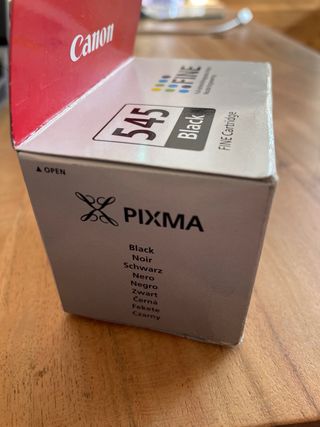 Canon
FINE
545
Black
FINE Cartridge
▲ OPEN
PIXMA
Black
Noir
Schwarz
Nero
Negro
Zwart
Černá
Fekete
Czarny